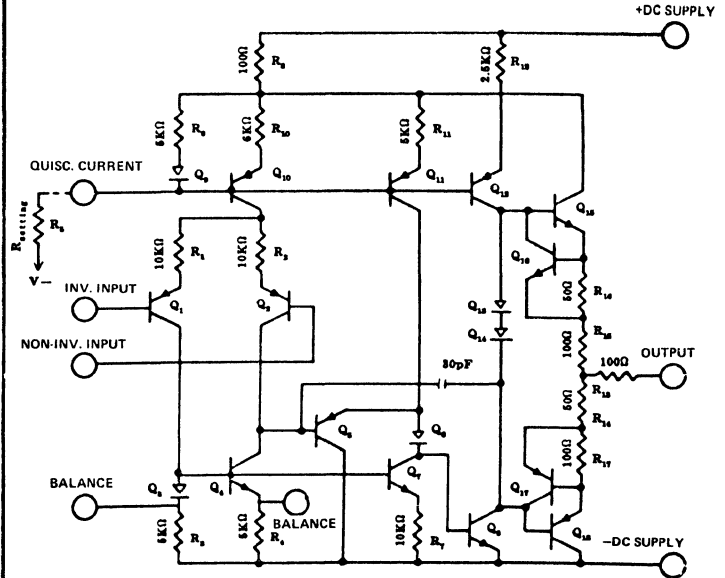 +DC SUPPLY
100Ω R₉
2.5KΩ R₁₂
5KΩ R₈
5KΩ R₁₀
5KΩ R₁₁
QUISC. CURRENT
Q₉
Q₁₀
Q₁₁
Q₁₂
Q₁₅
Rsetting R₅
V−
10KΩ R₁
10KΩ R₂
Q₁₆
50Ω R₁₆
INV. INPUT
Q₁
Q₂
Q₁₃
Q₁₄
100Ω R₁₅
NON-INV. INPUT
30pF
100Ω
OUTPUT
50Ω R₁₃
R₁₄
Q₅
Q₆
100Ω R₁₇
Q₃
Q₄
Q₇
Q₁₇
BALANCE
BALANCE
5KΩ R₃
5KΩ R₄
10KΩ R₇
Q₈
Q₁₈
−DC SUPPLY